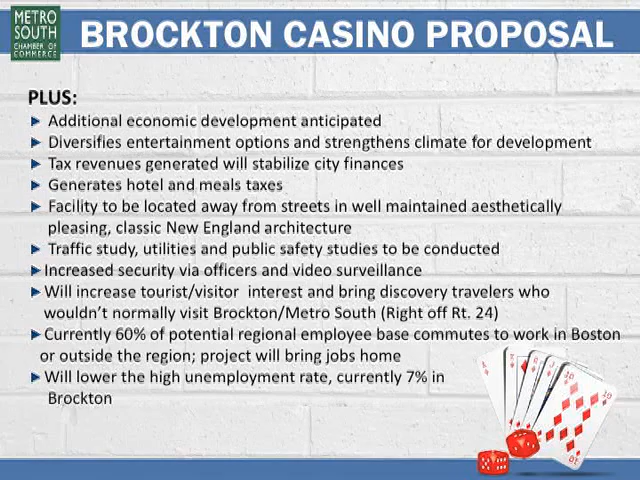 METRO
SOUTH
CHAMBER OF
COMMERCE
BROCKTON CASINO PROPOSAL
PLUS:
Additional economic development anticipated
Diversifies entertainment options and strengthens climate for development
Tax revenues generated will stabilize city finances
Generates hotel and meals taxes
Facility to be located away from streets in well maintained aesthetically
pleasing, classic New England architecture
Traffic study, utilities and public safety studies to be conducted
Increased security via officers and video surveillance
Will increase tourist/visitor interest and bring discovery travelers who
wouldn't normally visit Brockton/Metro South (Right off Rt. 24)
Currently 60% of potential regional employee base commutes to work in Boston
or outside the region; project will bring jobs home
Will lower the high unemployment rate, currently 7% in
Brockton